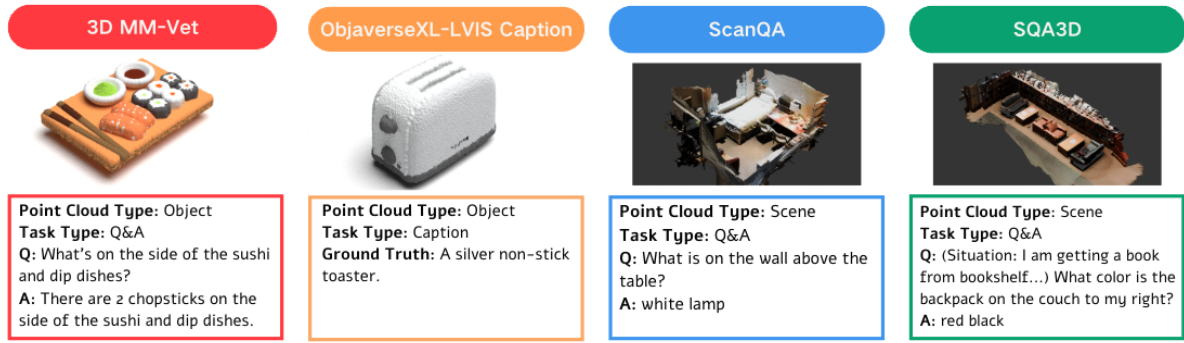 3D MM-Vet
Point Cloud Type: Object
Task Type: Q&A
Q: What's on the side of the sushi
and dip dishes?
A: There are 2 chopsticks on the
side of the sushi and dip dishes.
ObjaverseXL-LVIS Caption
Point Cloud Type: Object
Task Type: Caption
Ground Truth: A silver non-stick
toaster.
ScanQA
Point Cloud Type: Scene
Task Type: Q&A
Q: What is on the wall above the
table?
A: white lamp
SQA3D
Point Cloud Type: Scene
Task Type: Q&A
Q: (Situation: I am getting a book
from bookshelf...) What color is the
backpack on the couch to my right?
A: red black